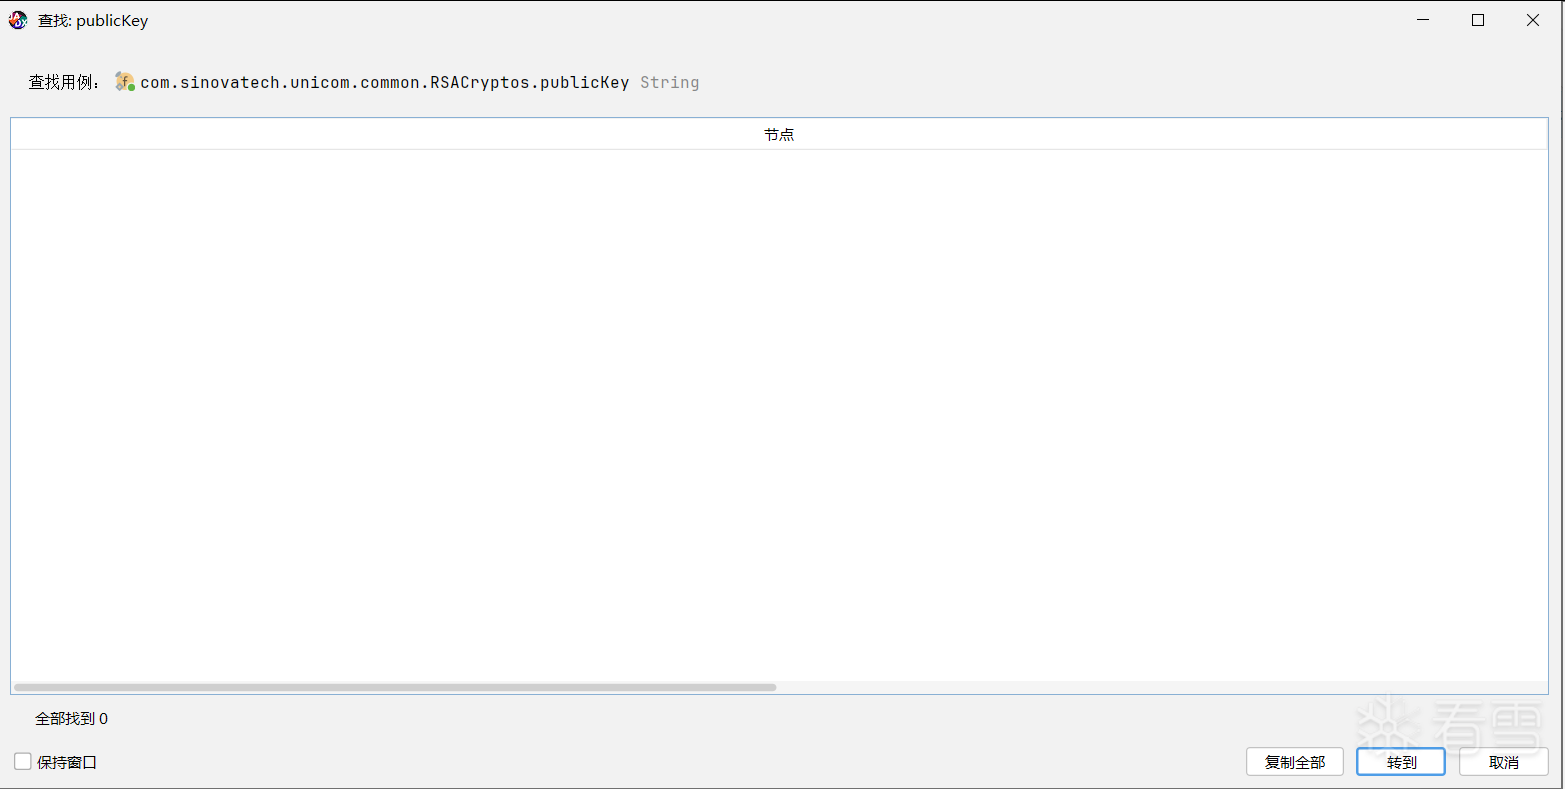 查找: publicKey
查找用例： f com.sinovatech.unicom.common.RSACryptos.publicKey String
节点
全部找到 0
看雪
保持窗口
复制全部 转到 取消